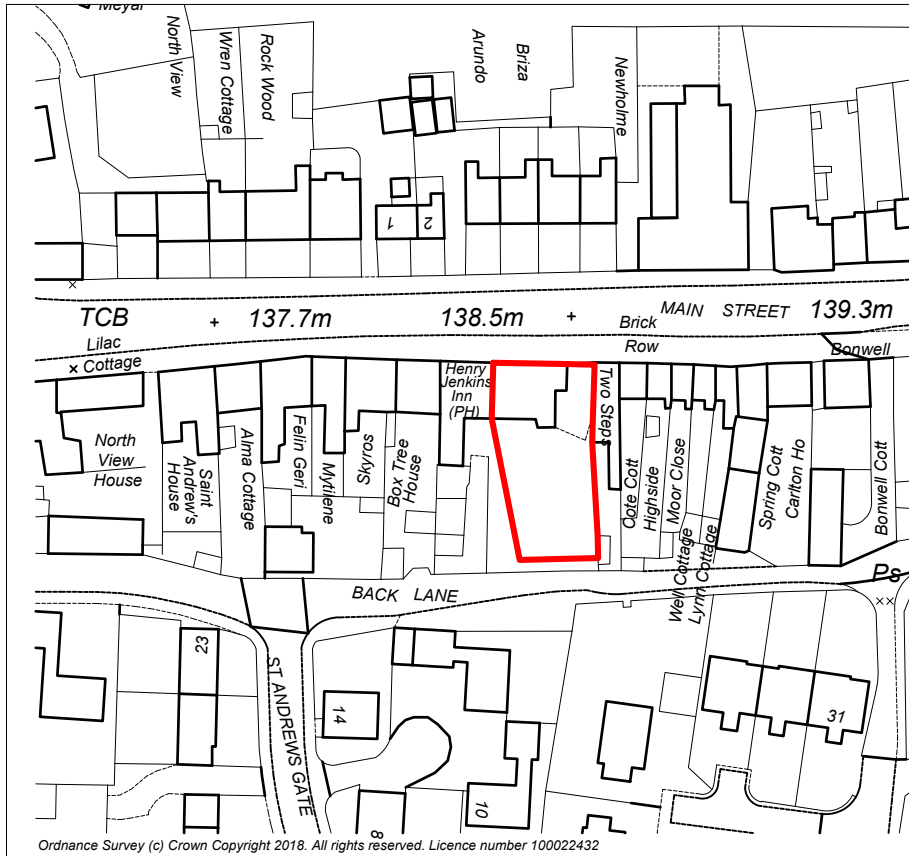 Meyal
North View
Wren Cottage
Rock Wood
Arundo
Briza
Newholme
1
2
TCB
137.7m
138.5m
MAIN STREET
139.3m
Brick
Row
Bonwell
Lilac
Cottage
Henry
Jenkins
Inn
(PH)
Two Steps
North
View
House
Saint
Andrew's
House
Alma Cottage
Felin Geri
Mytilene
Skyros
Box Tree
House
Cote Cott
Highside
Moor Close
Well Cottage
Lynn Cottage
Spring Cott
Carlton Ho
Bonwell Cott
BACK LANE
Ps
ST ANDREWS GATE
23
14
10
8
31
Ordnance Survey (c) Crown Copyright 2018. All rights reserved. Licence number 100022432